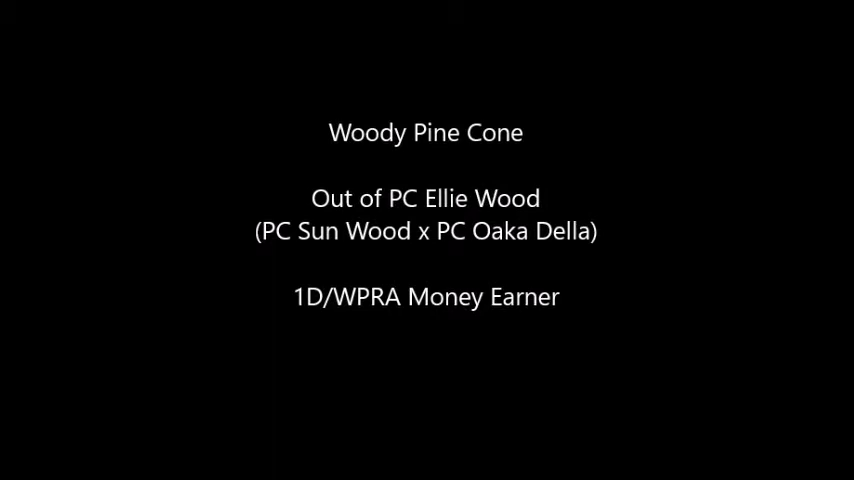 Woody Pine Cone
Out of PC Ellie Wood
(PC Sun Wood x PC Oaka Della)
1D/WPRA Money Earner